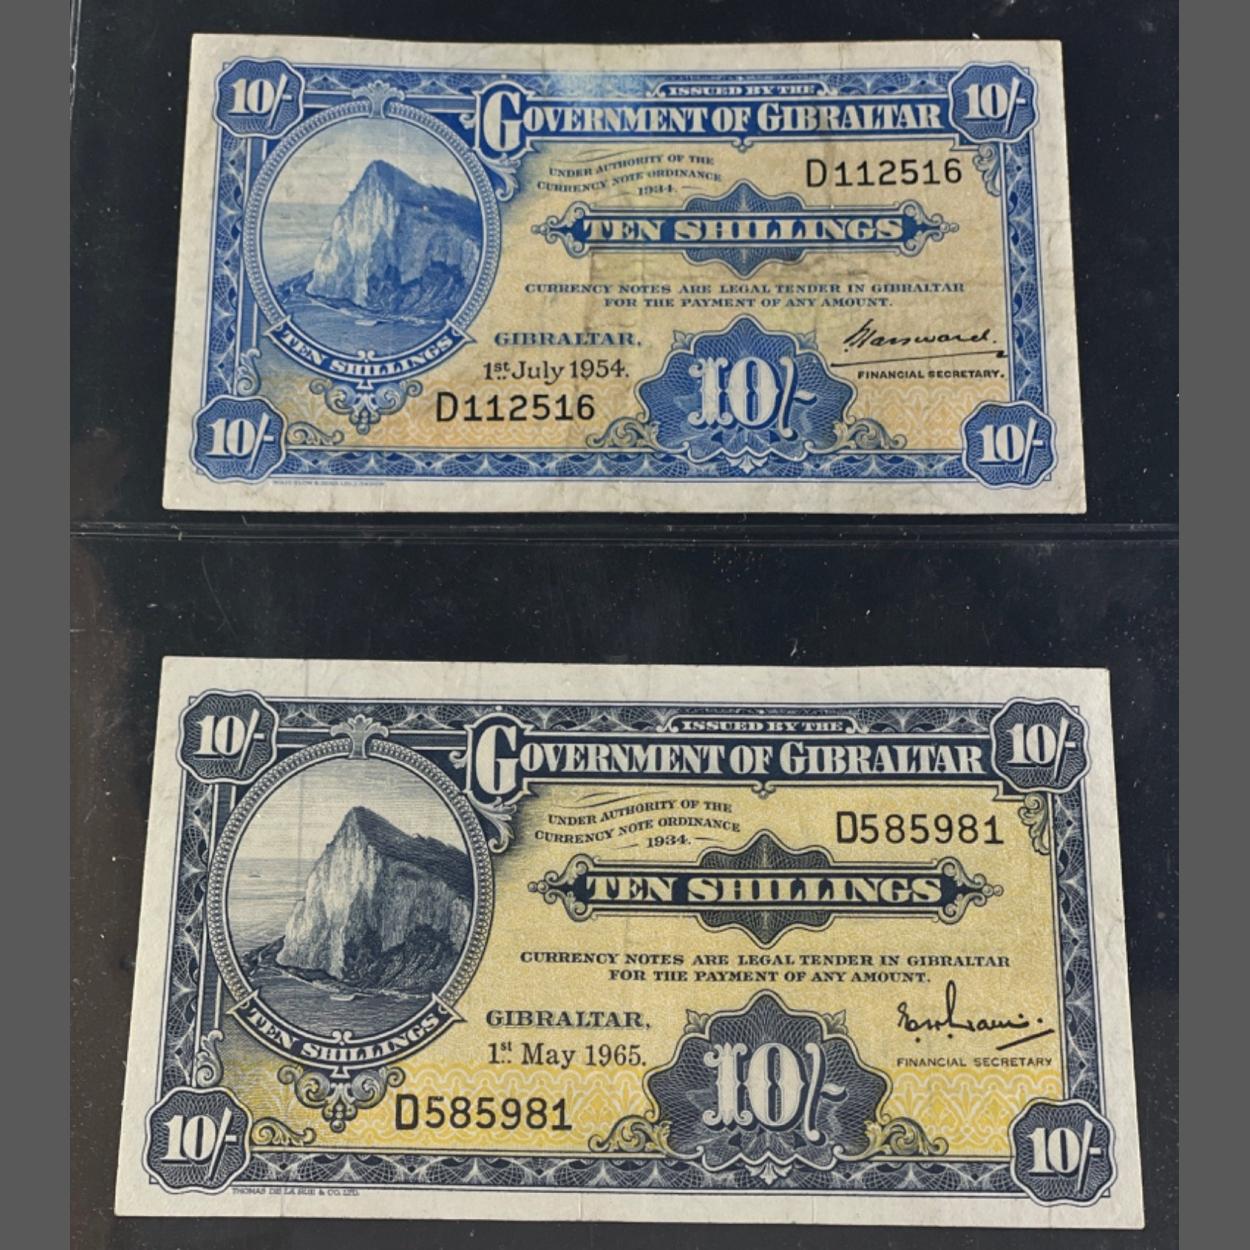 10/-
ISSUED BY THE
10/-
GOVERNMENT OF GIBRALTAR
UNDER AUTHORITY OF THE
CURRENCY NOTE ORDINANCE
1934.
D112516
TEN SHILLINGS
CURRENCY NOTES ARE LEGAL TENDER IN GIBRALTAR
FOR THE PAYMENT OF ANY AMOUNT.
TEN SHILLINGS
GIBRALTAR,
1st July 1954.
FINANCIAL SECRETARY.
D112516
10/-
10/-
10/-
10/-
ISSUED BY THE
10/-
GOVERNMENT OF GIBRALTAR
UNDER AUTHORITY OF THE
CURRENCY NOTE ORDINANCE
1934.
D585981
TEN SHILLINGS
CURRENCY NOTES ARE LEGAL TENDER IN GIBRALTAR
FOR THE PAYMENT OF ANY AMOUNT.
TEN SHILLINGS
GIBRALTAR,
1st May 1965.
FINANCIAL SECRETARY
D585981
10/-
10/-
10/-
THOMAS DE LA RUE & CO. LTD.